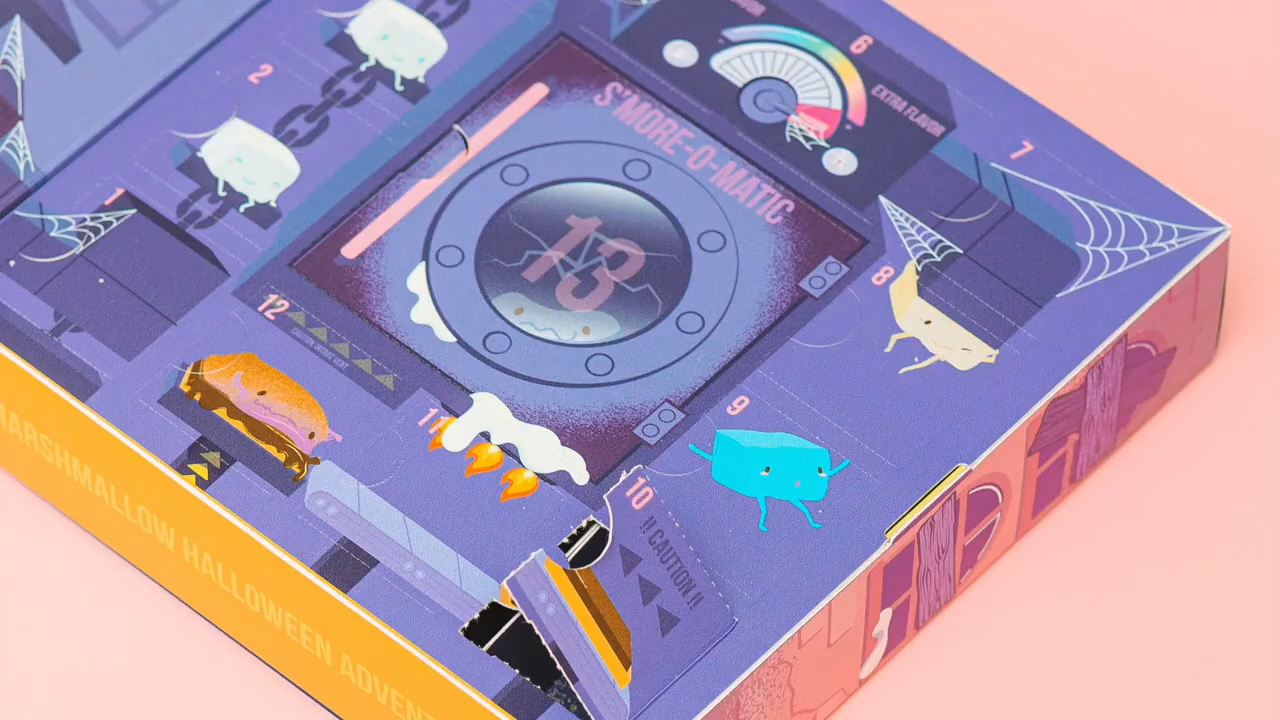 6
EXTRA FLAVOR
2
S'MORE-O-MATIC
7
1
13
8
12
11
9
10
!! CAUTION !!
MARSHMALLOW HALLOWEEN ADVENT